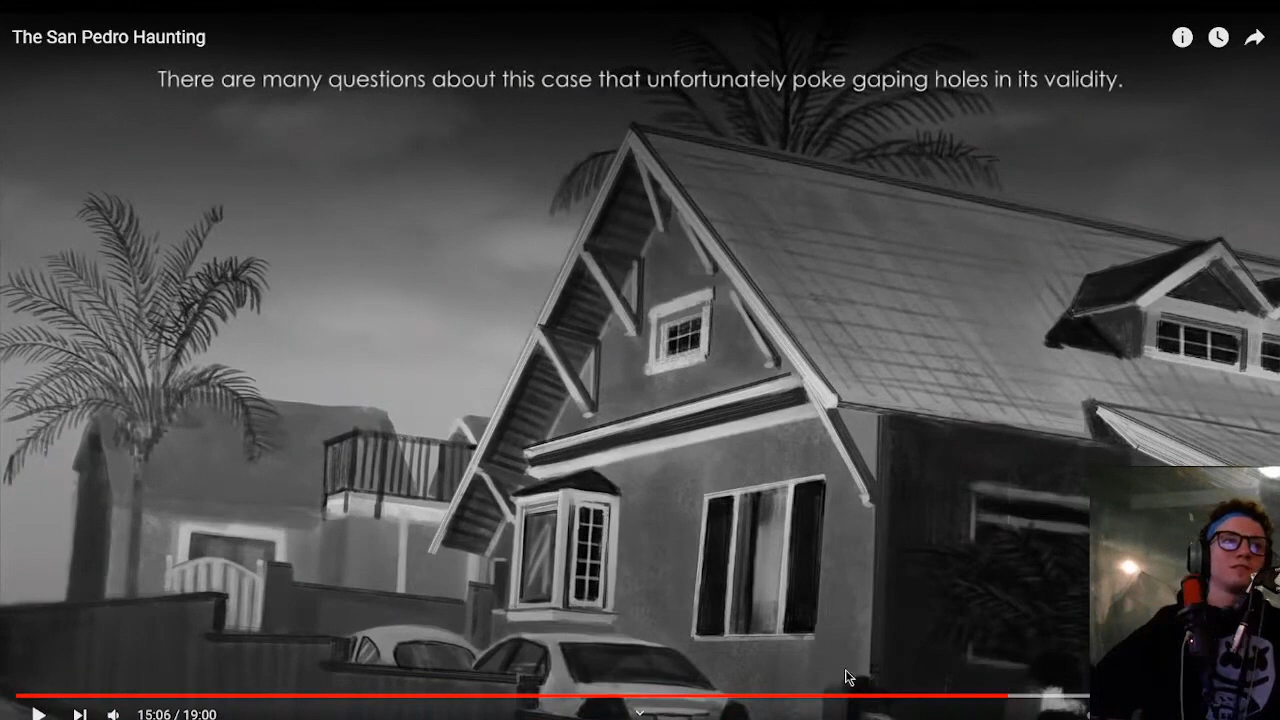 The San Pedro Haunting
There are many questions about this case that unfortunately poke gaping holes in its validity.
15:06 / 19:00